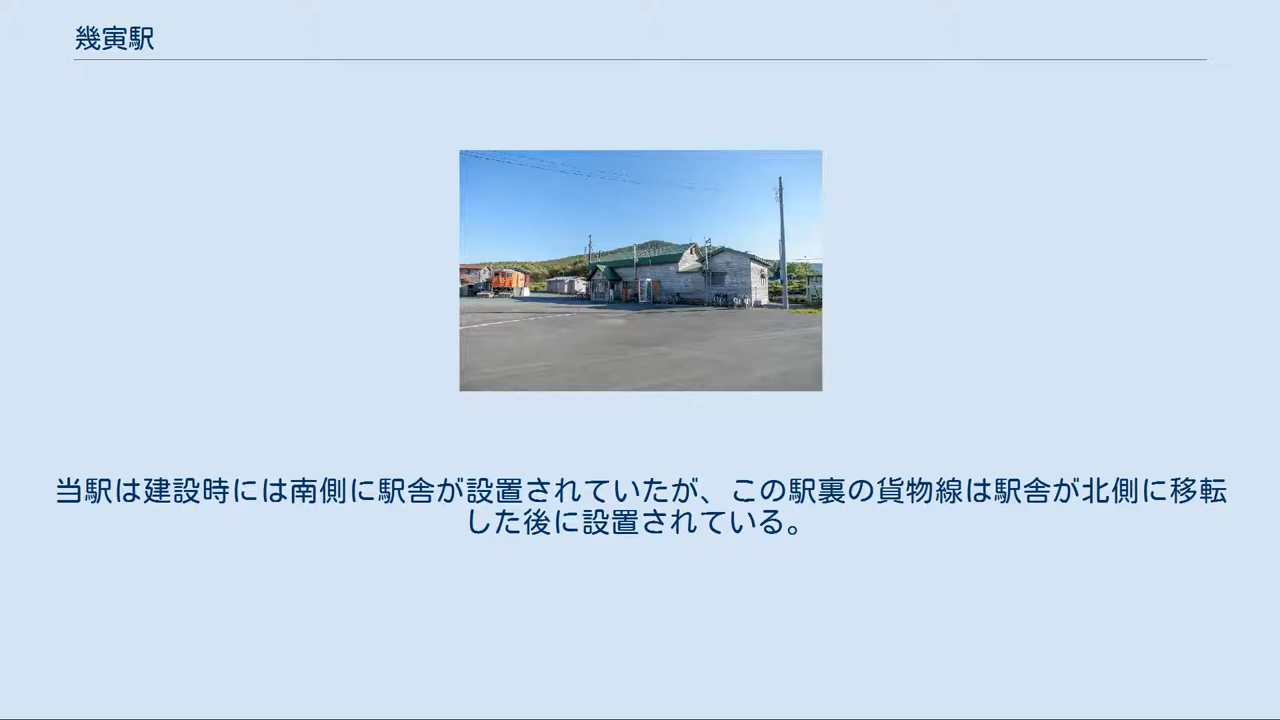 幾寅駅
当駅は建設時には南側に駅舎が設置されていたが、この駅裏の貨物線は駅舎が北側に移転
した後に設置されている。